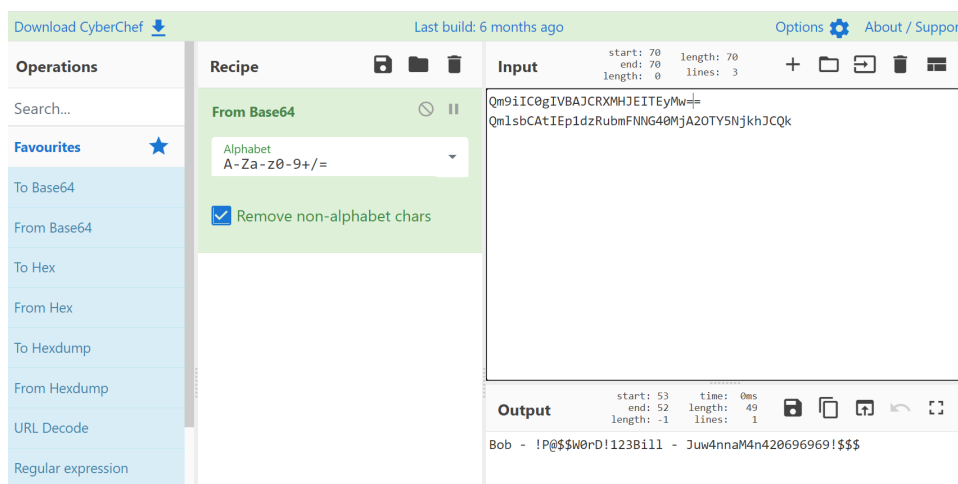 Download CyberChef
Last build: 6 months ago
Options
About / Suppor
Operations
Search...
Favourites
To Base64
From Base64
To Hex
From Hex
To Hexdump
From Hexdump
URL Decode
Regular expression
Recipe
From Base64
Alphabet
A-Za-z0-9+/=
Remove non-alphabet chars
Input
start: 70
end: 70
length: 0
length: 70
lines: 3
Qm9iIC0gIVBAJCRXMHJEITEyMw==
QmlsbCAtIEp1dzRubmFNNG40MjA2OTY5NjkhJCQk
Output
start: 53
end: 52
length: -1
time: 0ms
length: 49
lines: 1
Bob - !P@$$W0rD!123Bill - Juw4nnaM4n420696969!$$$